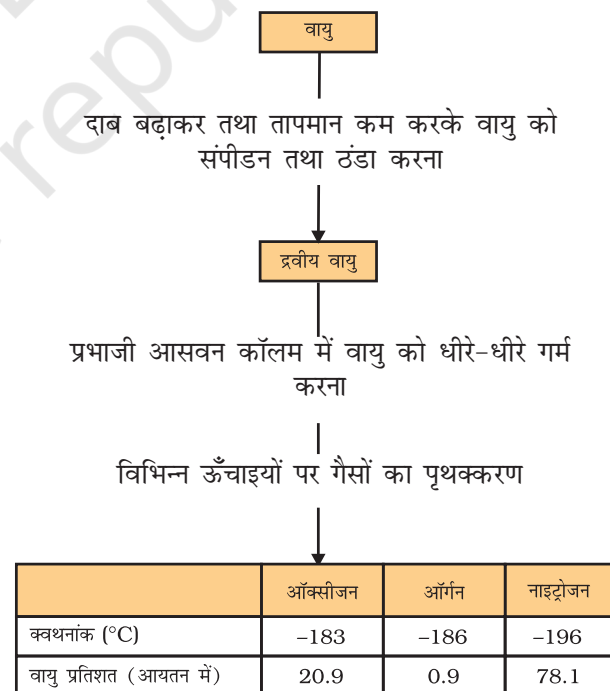 वायु
दाब बढ़ाकर तथा तापमान कम करके वायु को
संपीडन तथा ठंडा करना
द्रवीय वायु
प्रभाजी आसवन कॉलम में वायु को धीरे-धीरे गर्म
करना
विभिन्न ऊँचाइयों पर गैसों का पृथक्करण
ऑक्सीजन ऑर्गन नाइट्रोजन
क्वथनांक (°C) –183 –186 –196
वायु प्रतिशत (आयतन में) 20.9 0.9 78.1